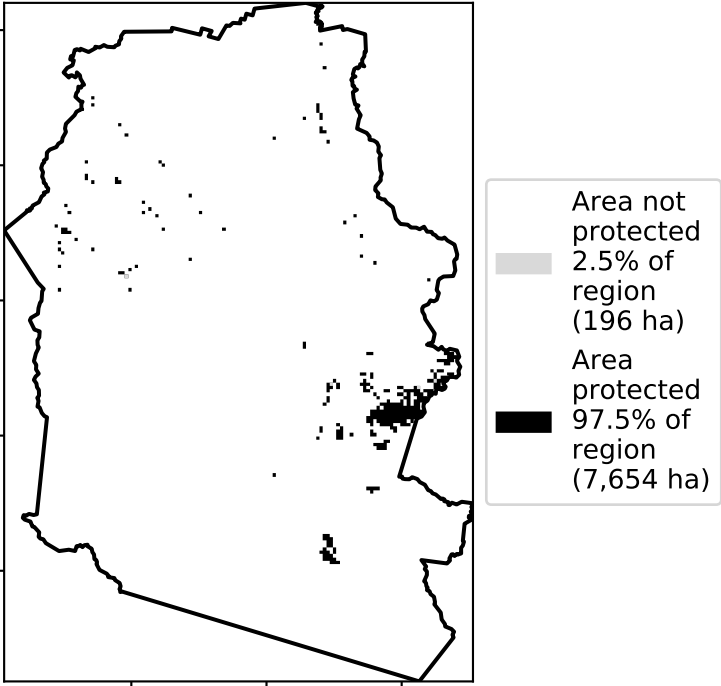 Area not
protected
2.5% of
region
(196 ha)
Area
protected
97.5% of
region
(7,654 ha)